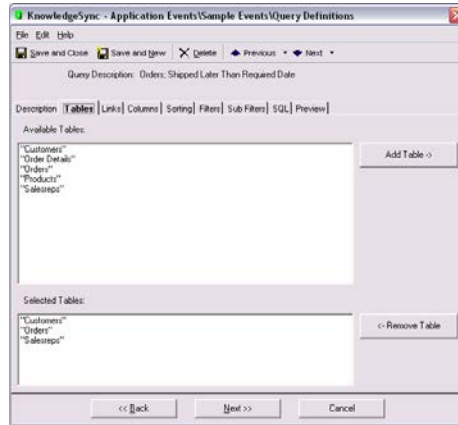 KnowledgeSync - Application Events\Sample Events\Query Definitions
File Edit Help
Save and Close Save and New Delete Previous Next
Query Description: Orders; Shipped Later Than Required Date
Description Tables Links Columns Sorting Filters Sub Filters SQL Preview
Available Tables:
"Customers"
"Order Details"
"Orders"
"Products"
"Salesreps"
Add Table ->
Selected Tables:
"Customers"
"Orders"
"Salesreps"
<- Remove Table
<< Back Next >> Cancel